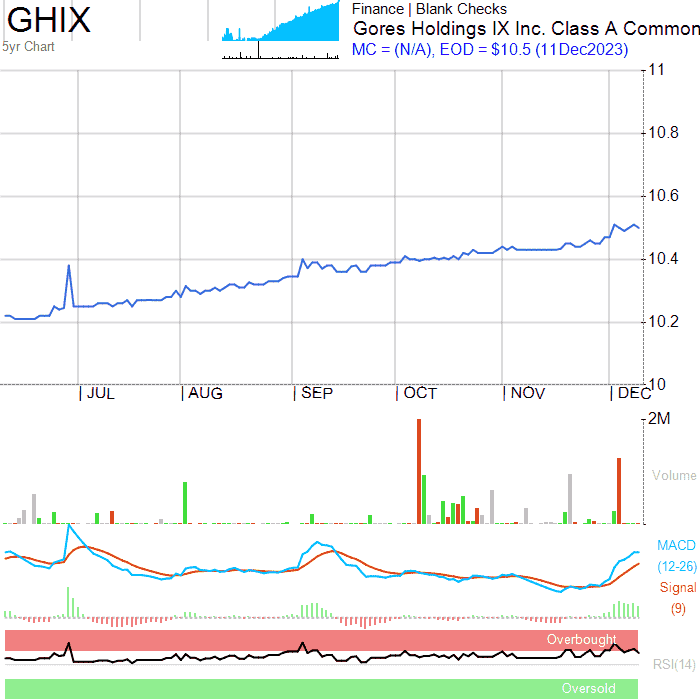 GHIX
5yr Chart
Finance | Blank Checks
Gores Holdings IX Inc. Class A Common
MC = (N/A), EOD = $10.5 (11Dec2023)
11
10.8
10.6
10.4
10.2
10
| JUL | AUG | SEP | OCT | NOV | DEC
2M
Volume
MACD
(12-26)
Signal
(9)
Overbought
RSI(14)
Oversold